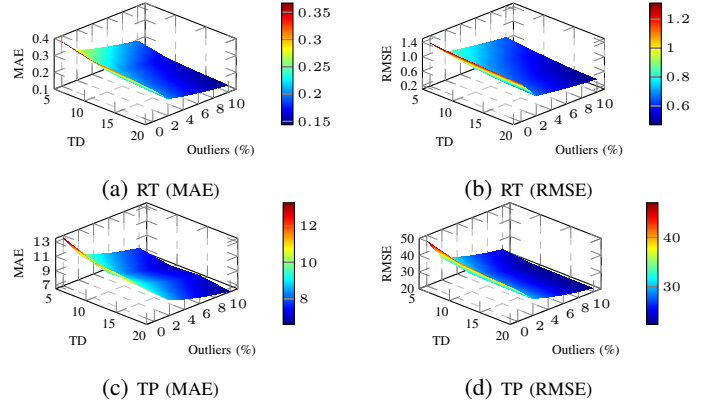 0.4
0.3
0.2
0.1
MAE
5
10
15
20
TD
0 2 4 6 8 10
Outliers (%)
0.35
0.3
0.25
0.2
0.15
(a) RT (MAE)
1.4
1.0
0.6
0.2
RMSE
5
10
15
20
TD
0 2 4 6 8 10
Outliers (%)
1.2
1
0.8
0.6
(b) RT (RMSE)
13
11
9
7
MAE
5
10
15
20
TD
0 2 4 6 8 10
Outliers (%)
12
10
8
(c) TP (MAE)
50
40
30
20
RMSE
5
10
15
20
TD
0 2 4 6 8 10
Outliers (%)
40
30
(d) TP (RMSE)